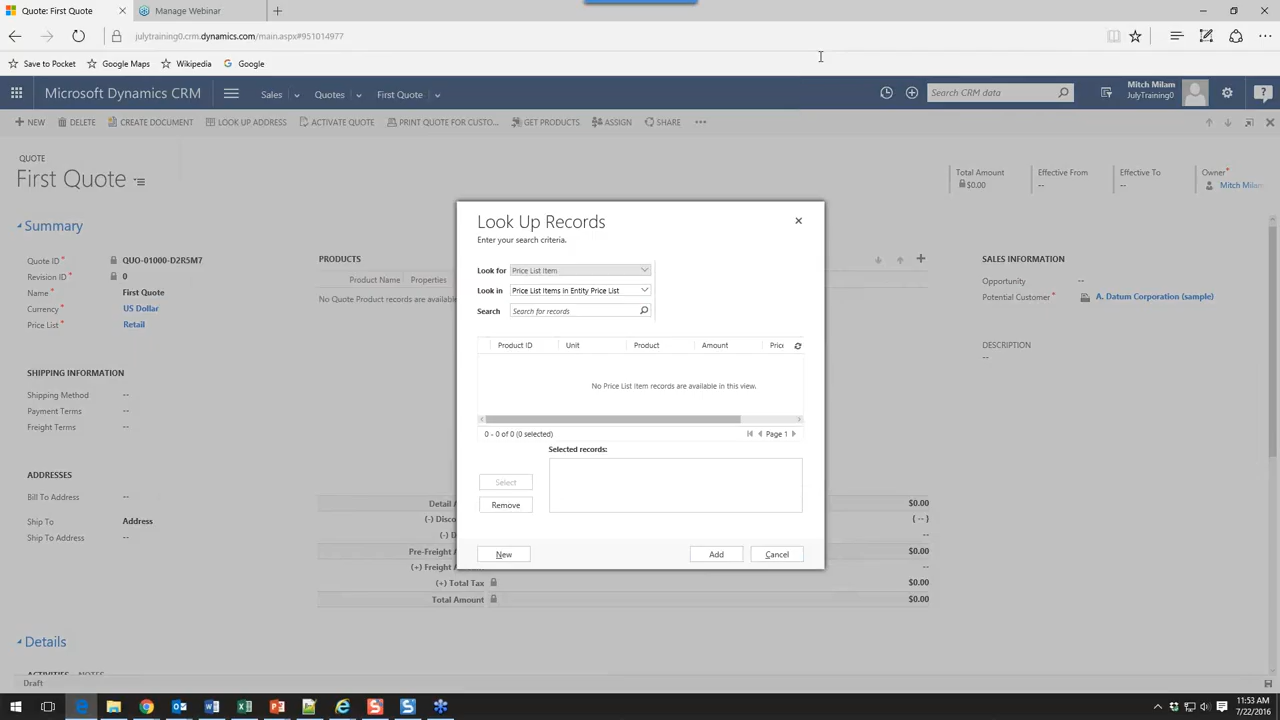 Quote: First Quote
Manage Webinar
julytraining0.crm.dynamics.com/main.aspx#951014977
Save to Pocket
Google Maps
Wikipedia
Google
Microsoft Dynamics CRM
Sales
Quotes
First Quote
Search CRM data
Mitch Milam
JulyTraining0
NEW
DELETE
CREATE DOCUMENT
LOOK UP ADDRESS
ACTIVATE QUOTE
PRINT QUOTE FOR CUSTO...
GET PRODUCTS
ASSIGN
SHARE
QUOTE
First Quote
Total Amount
$0.00
Effective From
--
Effective To
--
Owner*
Mitch Milam
Summary
Quote ID* QUO-01000-D2R5M7
Revision ID* 0
Name* First Quote
Currency* US Dollar
Price List* Retail
SHIPPING INFORMATION
Shipping Method --
Payment Terms --
Freight Terms --
ADDRESSES
Bill To Address --
Ship To Address
Ship To Address --
PRODUCTS
Product Name Properties
No Quote Product records are available
Look Up Records
Enter your search criteria.
Look for Price List Item
Look in Price List Items in Entity Price List
Search Search for records
Product ID Unit Product Amount Price
No Price List Item records are available in this view.
0 - 0 of 0 (0 selected)
Page 1
Selected records:
Select
Remove
New
Add
Cancel
Detail A $0.00
(-) Disco (--)
(-) D --
Pre-Freight A $0.00
(+) Freight A --
(+) Total Tax $0.00
Total Amount $0.00
SALES INFORMATION
Opportunity --
Potential Customer* A. Datum Corporation (sample)
DESCRIPTION
--
Details
ACTIVITIES NOTES
Draft
11:53 AM
7/22/2016